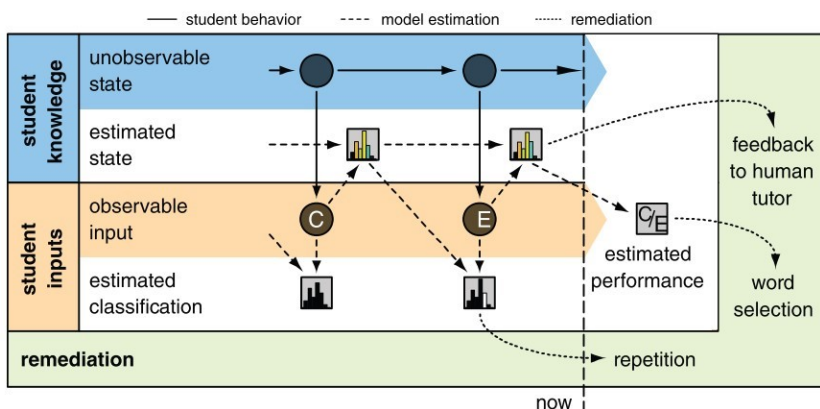 student behavior model estimation remediation
student knowledge
unobservable
state
estimated
state
feedback
to human
tutor
student inputs
observable
input
C
E
C/E
estimated
performance
estimated
classification
word
selection
remediation
repetition
now